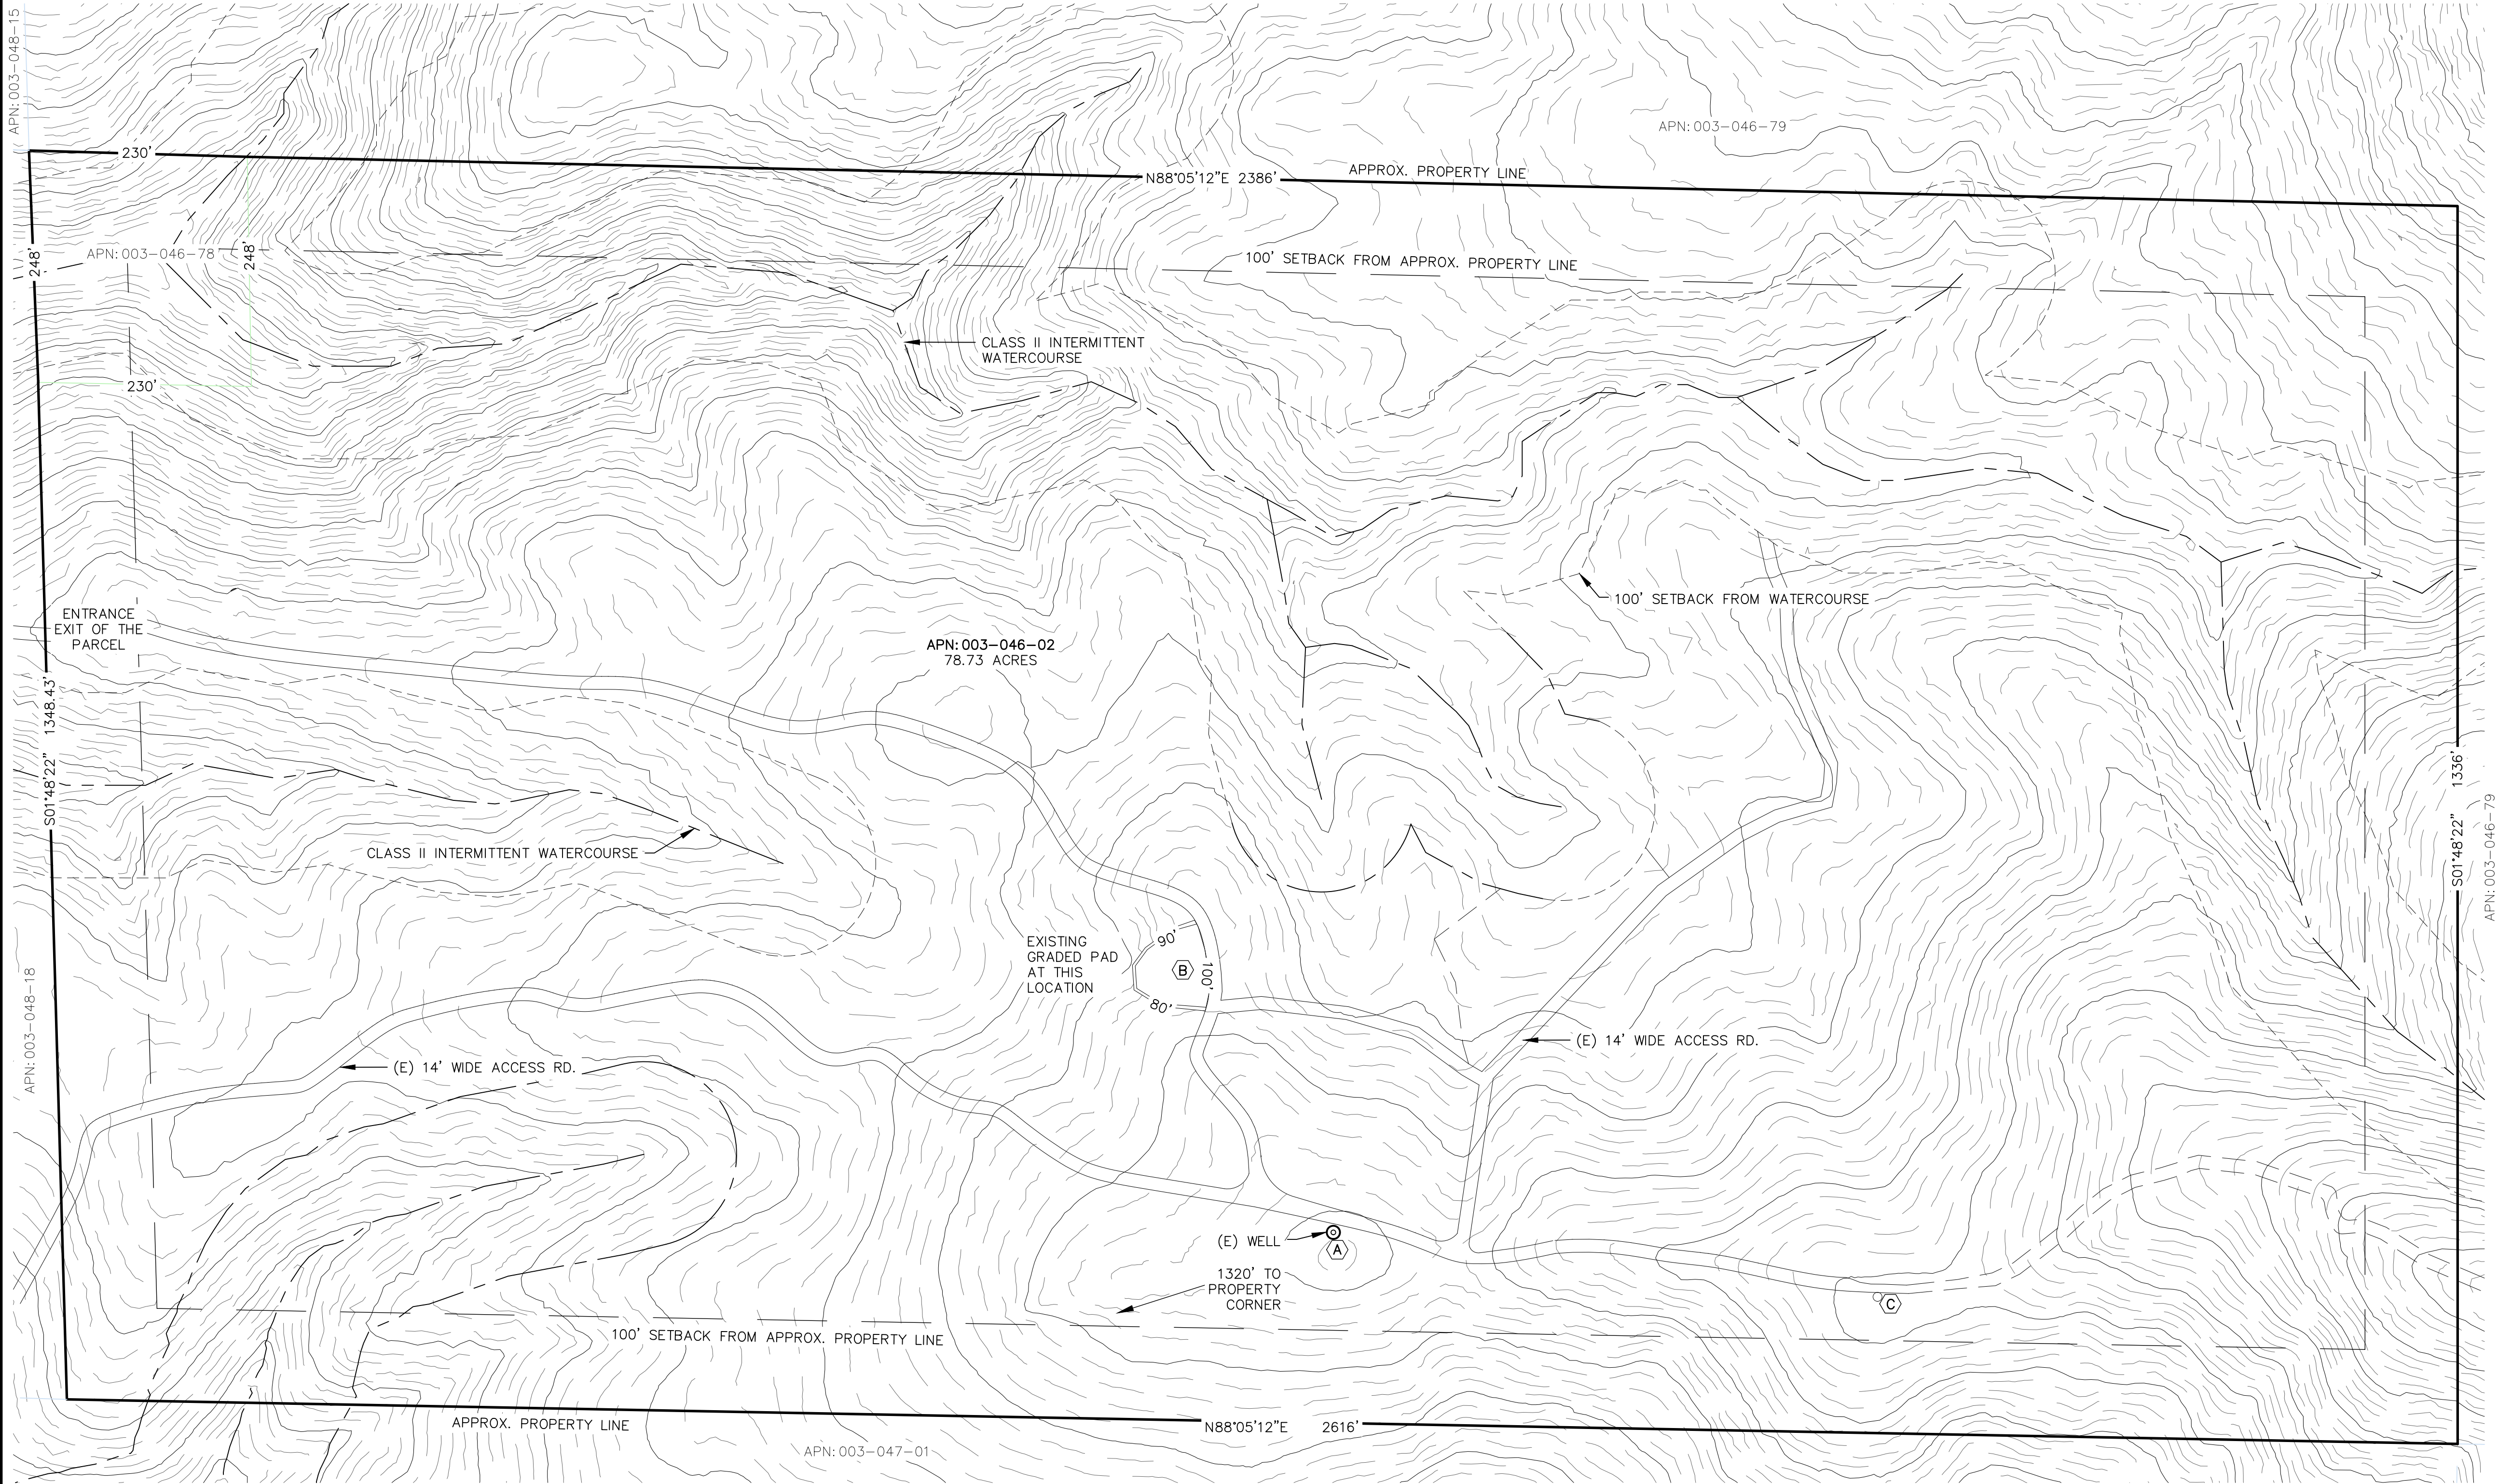 APN: 003-048-15
APN: 003-046-79
230'
N88°05'12"E 2386'
APPROX. PROPERTY LINE
248'
APN: 003-046-78
248'
100' SETBACK FROM APPROX. PROPERTY LINE
CLASS II INTERMITTENT
WATERCOURSE
230'
100' SETBACK FROM WATERCOURSE
ENTRANCE
EXIT OF THE
PARCEL
APN: 003-046-02
78.73 ACRES
S01°48'22" 1348.43'
S01°48'22" 1336'
APN: 003-046-79
CLASS II INTERMITTENT WATERCOURSE
EXISTING
GRADED PAD
AT THIS
LOCATION
90'
B
100'
80'
APN: 003-048-18
(E) 14' WIDE ACCESS RD.
(E) 14' WIDE ACCESS RD.
(E) WELL
A
1320' TO
PROPERTY
CORNER
C
100' SETBACK FROM APPROX. PROPERTY LINE
APPROX. PROPERTY LINE
N88°05'12"E 2616'
APN: 003-047-01